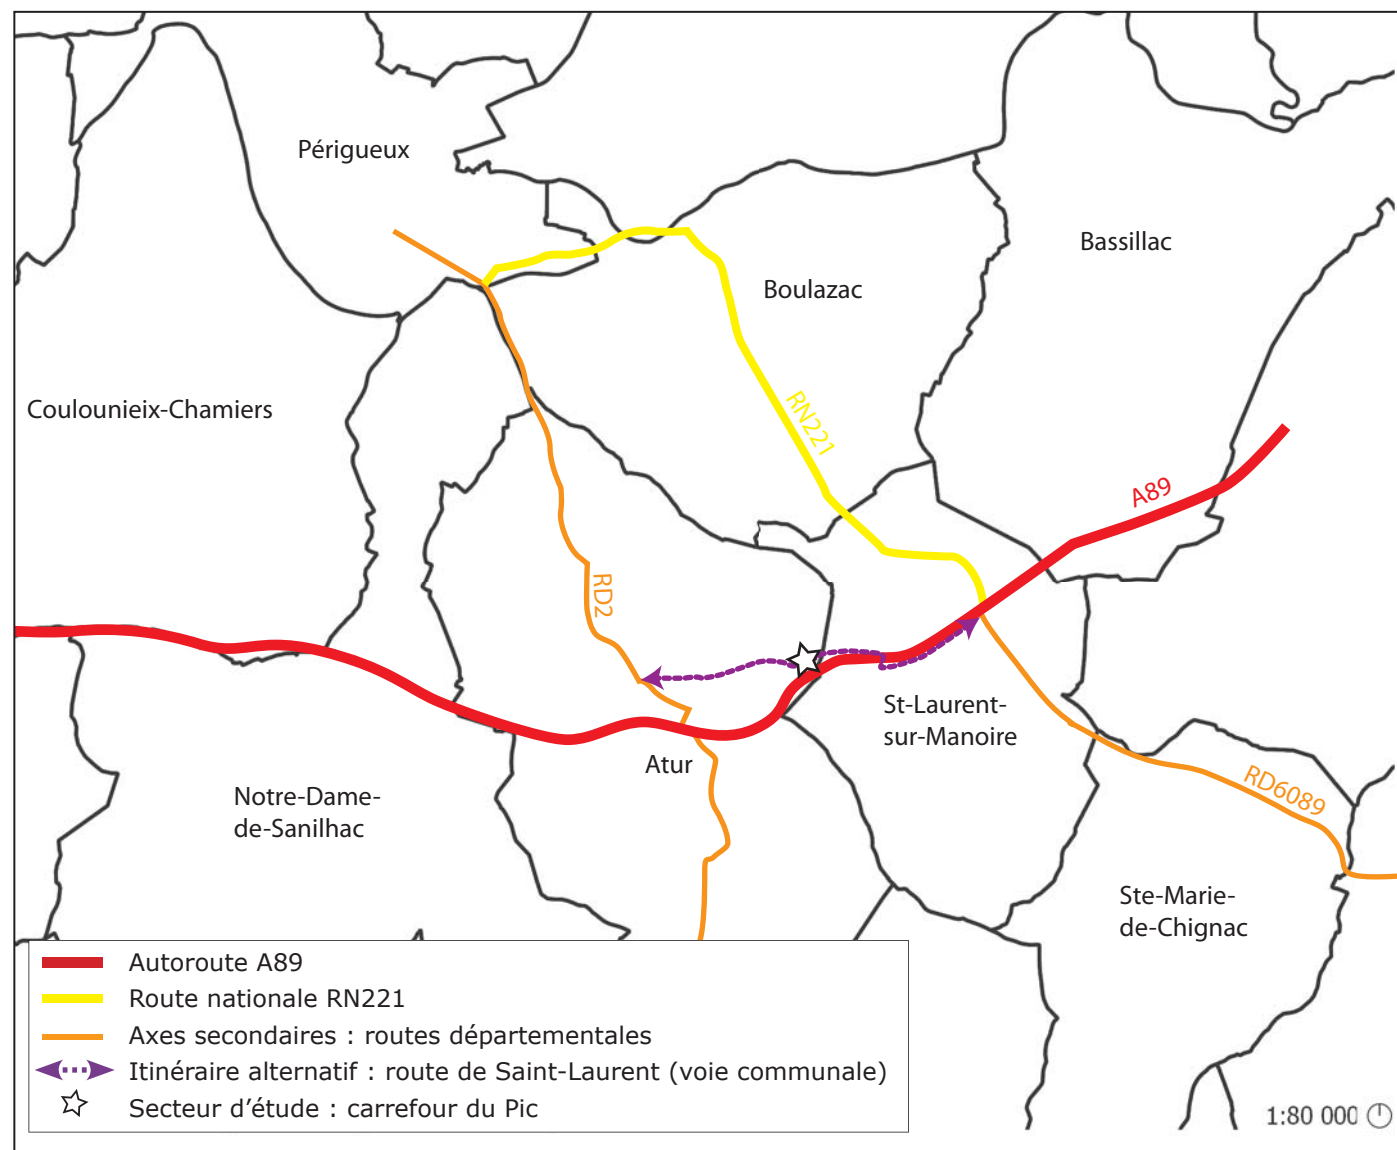 Périgueux
Bassillac
Boulazac
Coulounieix-Chamiers
RN221
A89
RD2
St-Laurent-
sur-Manoire
Atur
RD6089
Notre-Dame-
de-Sanilhac
Ste-Marie-
de-Chignac
Autoroute A89
Route nationale RN221
Axes secondaires : routes départementales
Itinéraire alternatif : route de Saint-Laurent (voie communale)
Secteur d'étude : carrefour du Pic
1:80 000